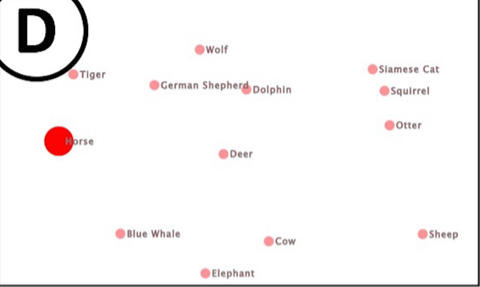 D
Wolf
Siamese Cat
Tiger
German Shepherd
Dolphin
Squirrel
Otter
Horse
Deer
Blue Whale
Sheep
Cow
Elephant